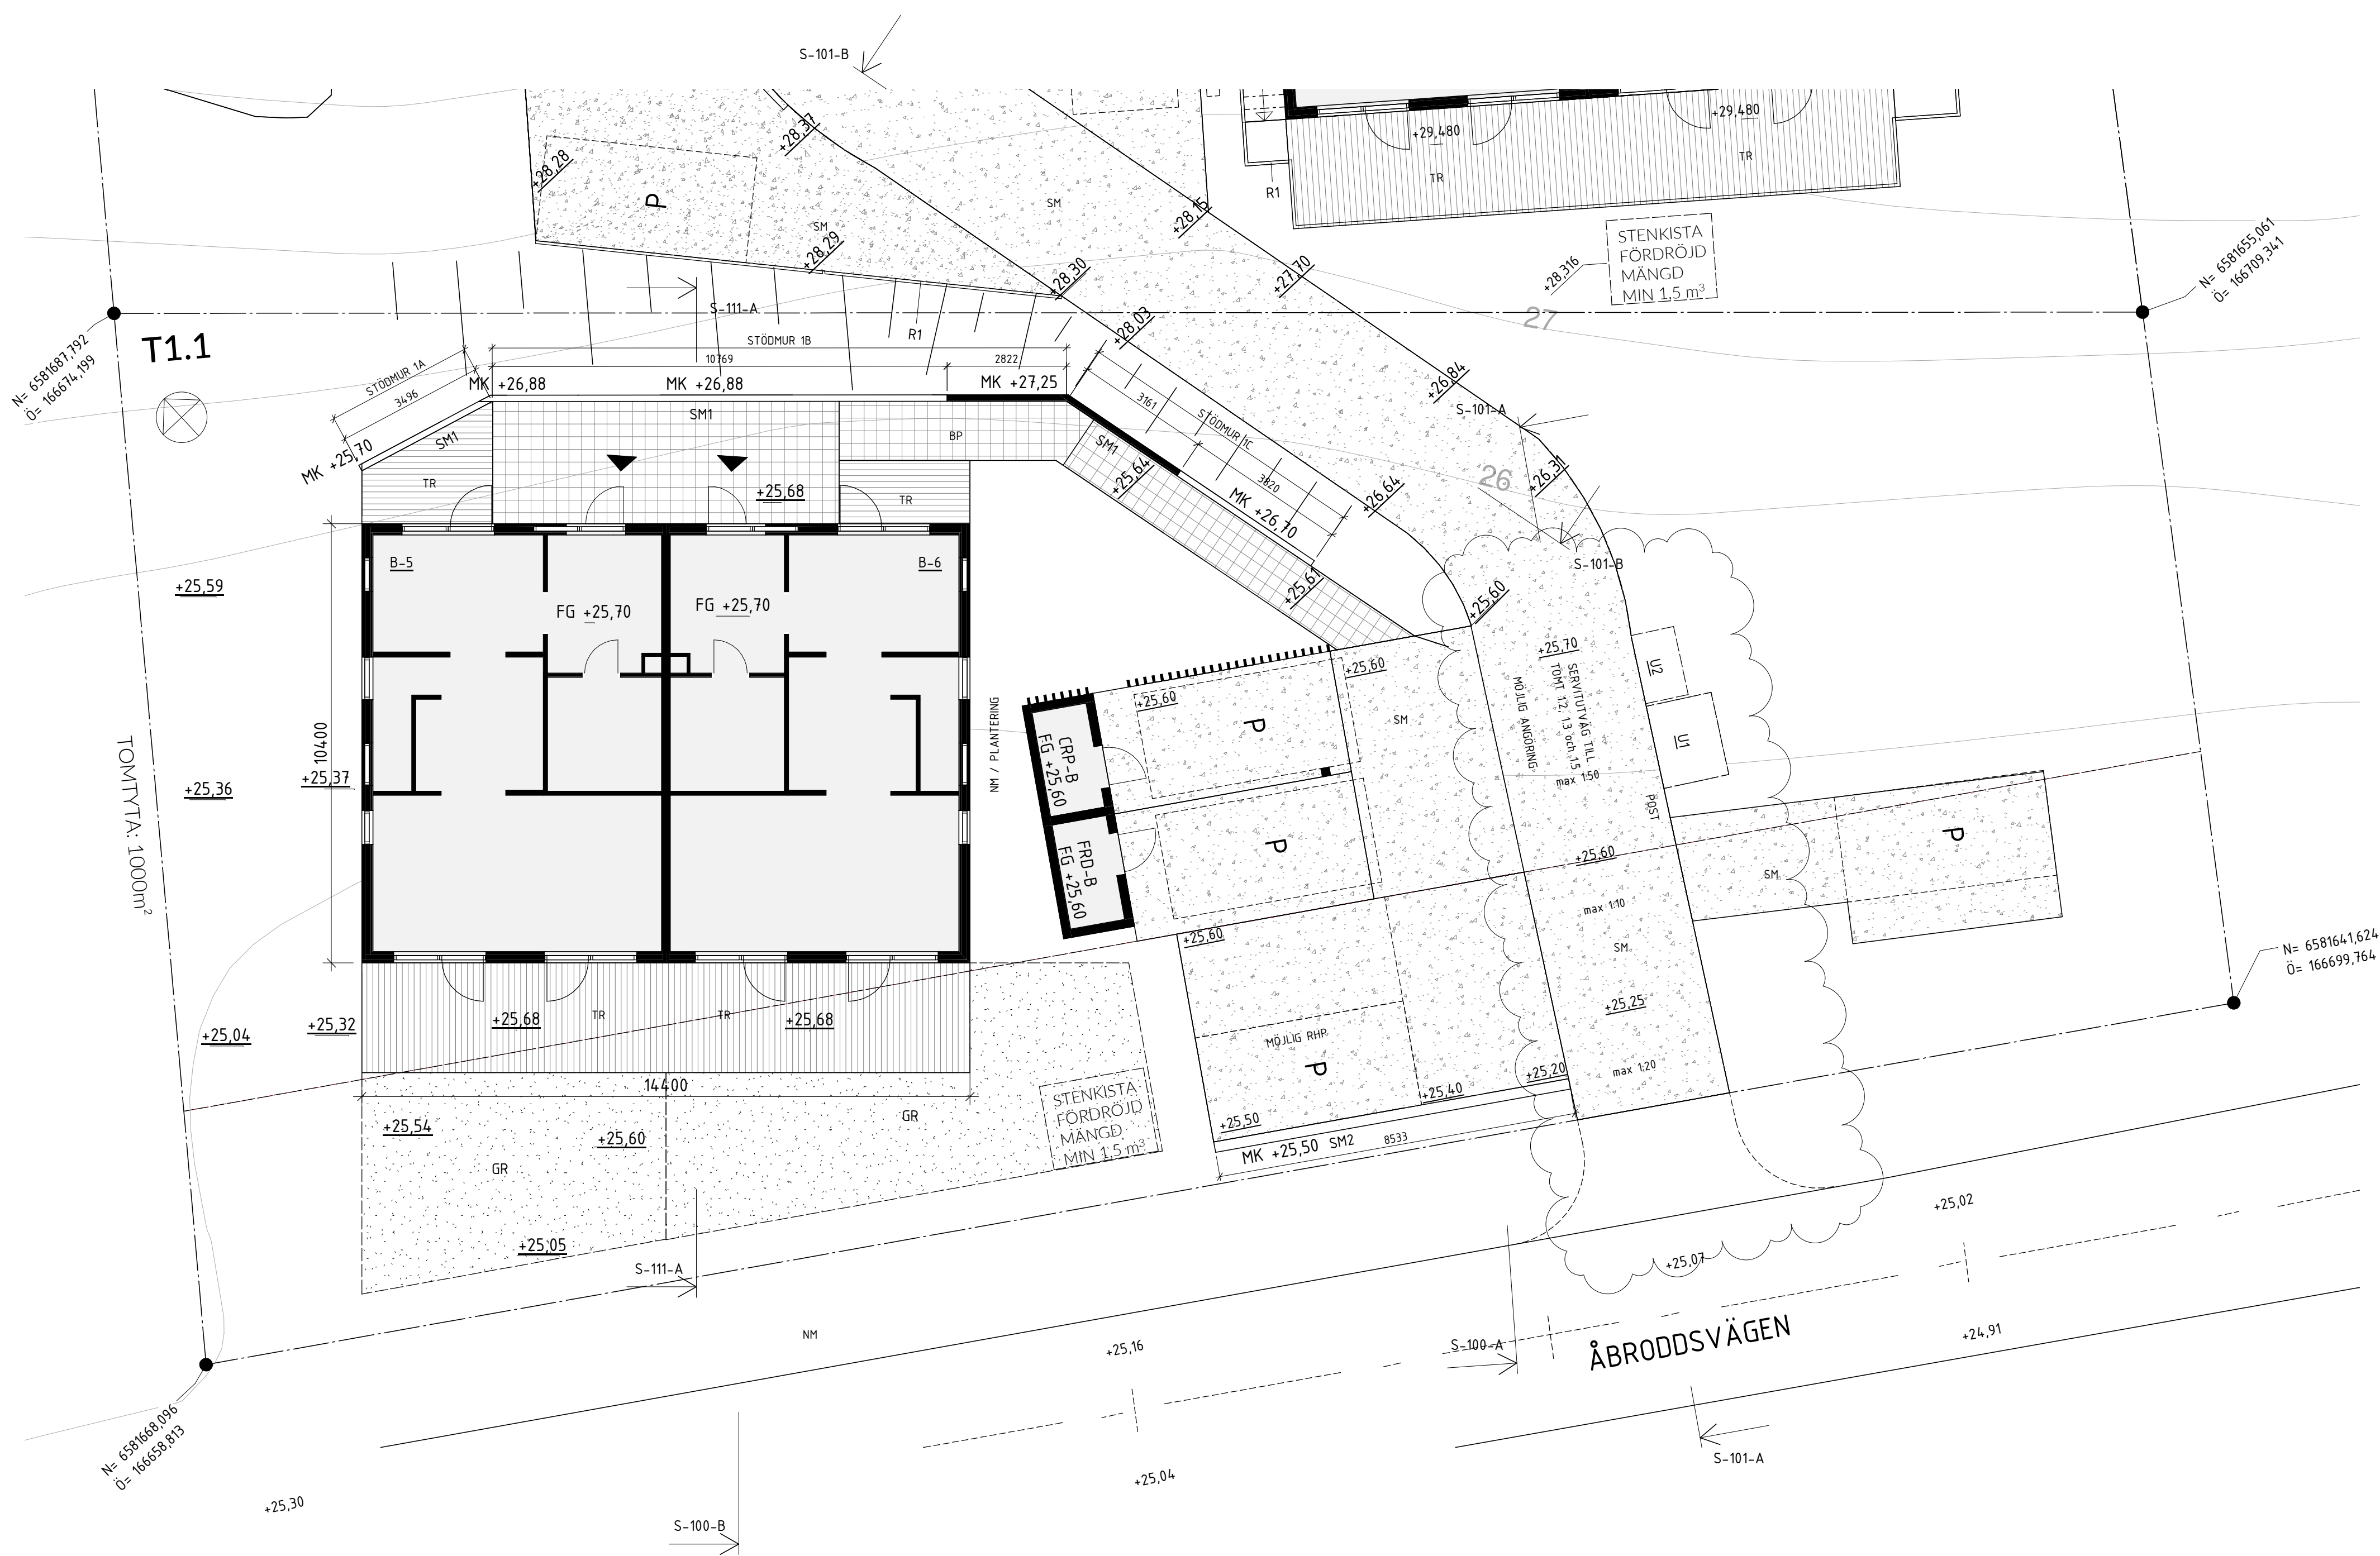 S-101-B
+28,37
+28,28
P
SM
SM
+28,29
+28,15
+28,30
+29,480
+29,480
TR
TR
R1
STENKISTA
FÖRDRÖJD
MÄNGD
MIN 1,5 m³
+28,316
+27,70
27
N= 6581655,061
Ö= 166709,341
N= 6581687,792
Ö= 166674,199
T1.1
S-111-A
R1
+28,03
STÖDMUR 1B
10769
2822
STÖDMUR 1A
3496
MK +26,88
MK +26,88
MK +27,25
MK +25,70
SM1
SM1
BP
SM1
TR
TR
+25,68
+25,64
3161
STÖDMUR 1C
3820
MK +26,70
+26,64
+26,84
S-101-A
26
+26,31
S-101-B
+25,61
+25,60
+25,59
B-5
B-6
FG +25,70
FG +25,70
10400
+25,37
+25,36
TOMTYTA: 1000m²
NM / PLANTERING
CRP-B
FG +25,60
FRD-B
FG +25,60
+25,60
+25,60
P
P
SM
MÖJLIG ANGÖRING
+25,70
SERVITUTVÄG TILL
TOMT 1.2, 1.3 och 1.5
max 1:50
U2
U1
POST
+25,60
P
SM
max 1:10
SM
+25,25
max 1:20
N= 6581641,624
Ö= 166699,764
+25,60
MÖJLIG RHP
P
+25,50
+25,40
+25,20
MK +25,50 SM2
8533
+25,04
+25,32
+25,68
TR
TR
+25,68
14400
+25,54
+25,60
GR
GR
STENKISTA
FÖRDRÖJD
MÄNGD
MIN 1,5 m³
+25,05
S-111-A
NM
+25,02
+25,07
ÅBRODDSVÄGEN
+24,91
S-100-A
+25,16
S-101-A
+25,04
N= 6581668,096
Ö= 166658,813
+25,30
S-100-B